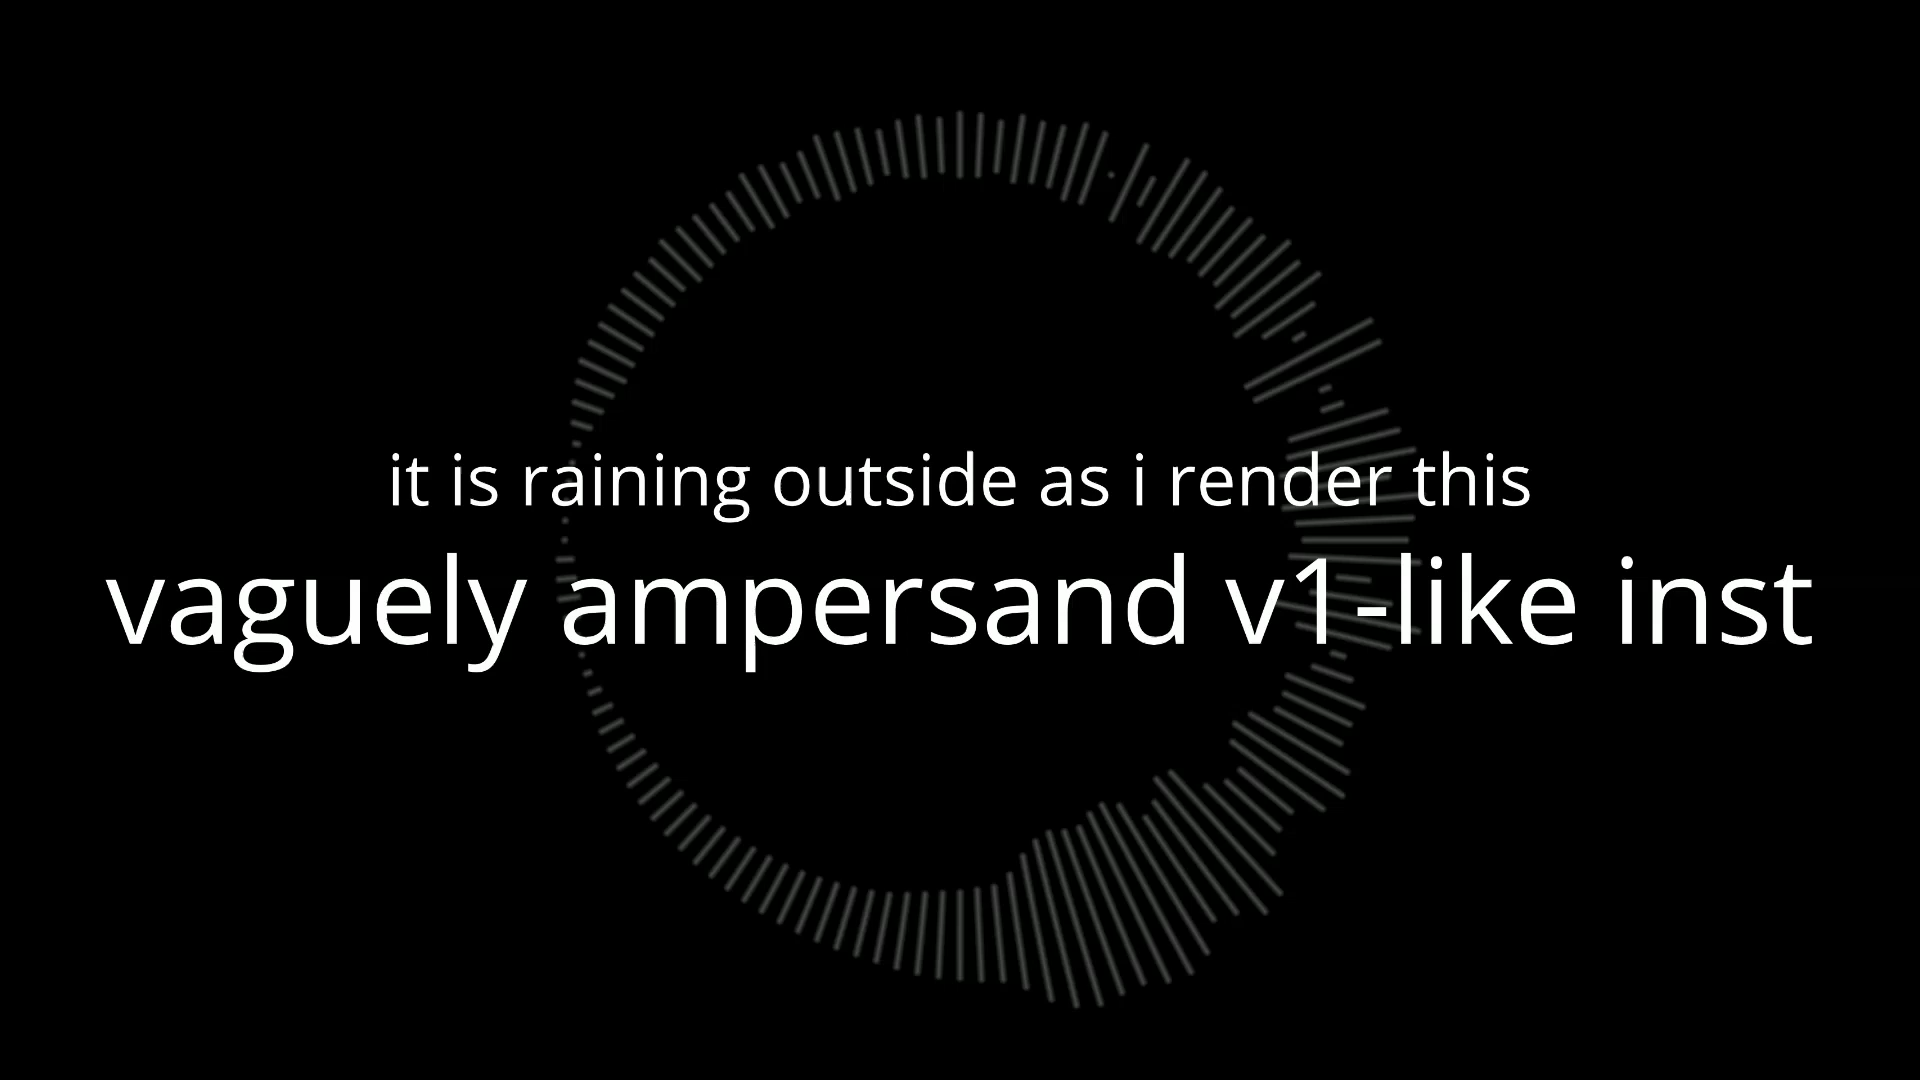 it is raining outside as i render this
vaguely ampersand v1-like inst